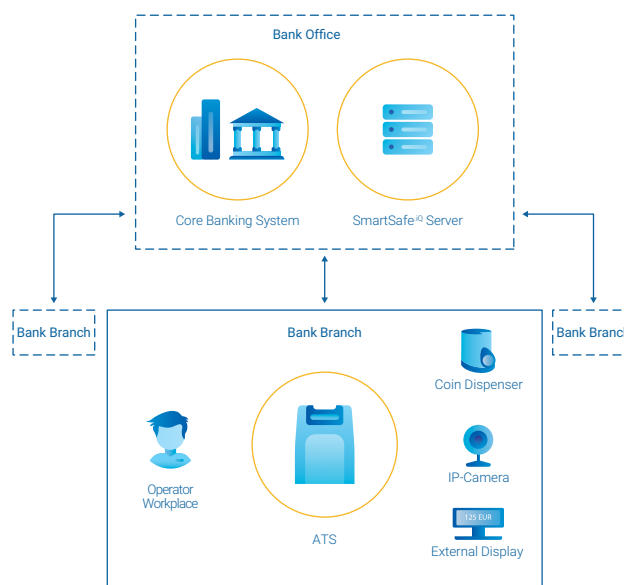 Bank Office
Core Banking System
SmartSafe iQ Server
Bank Branch
Bank Branch
Bank Branch
Coin Dispenser
Operator
Workplace
IP-Camera
125 EUR
ATS
External Display